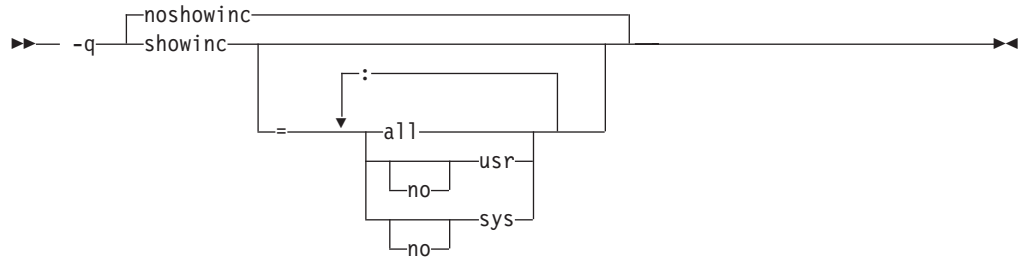 noshowinc
-q showinc
:
= all
usr
no
sys
no